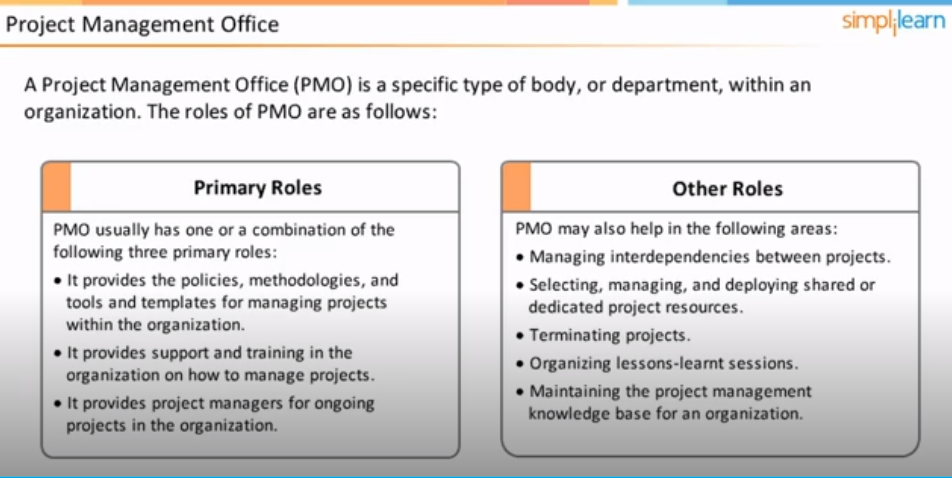 Project Management Office
simplilearn
A Project Management Office (PMO) is a specific type of body, or department, within an
organization. The roles of PMO are as follows:
Primary Roles
PMO usually has one or a combination of the
following three primary roles:
• It provides the policies, methodologies, and
tools and templates for managing projects
within the organization.
• It provides support and training in the
organization on how to manage projects.
• It provides project managers for ongoing
projects in the organization.
Other Roles
PMO may also help in the following areas:
• Managing interdependencies between projects.
• Selecting, managing, and deploying shared or
dedicated project resources.
• Terminating projects.
• Organizing lessons-learnt sessions.
• Maintaining the project management
knowledge base for an organization.